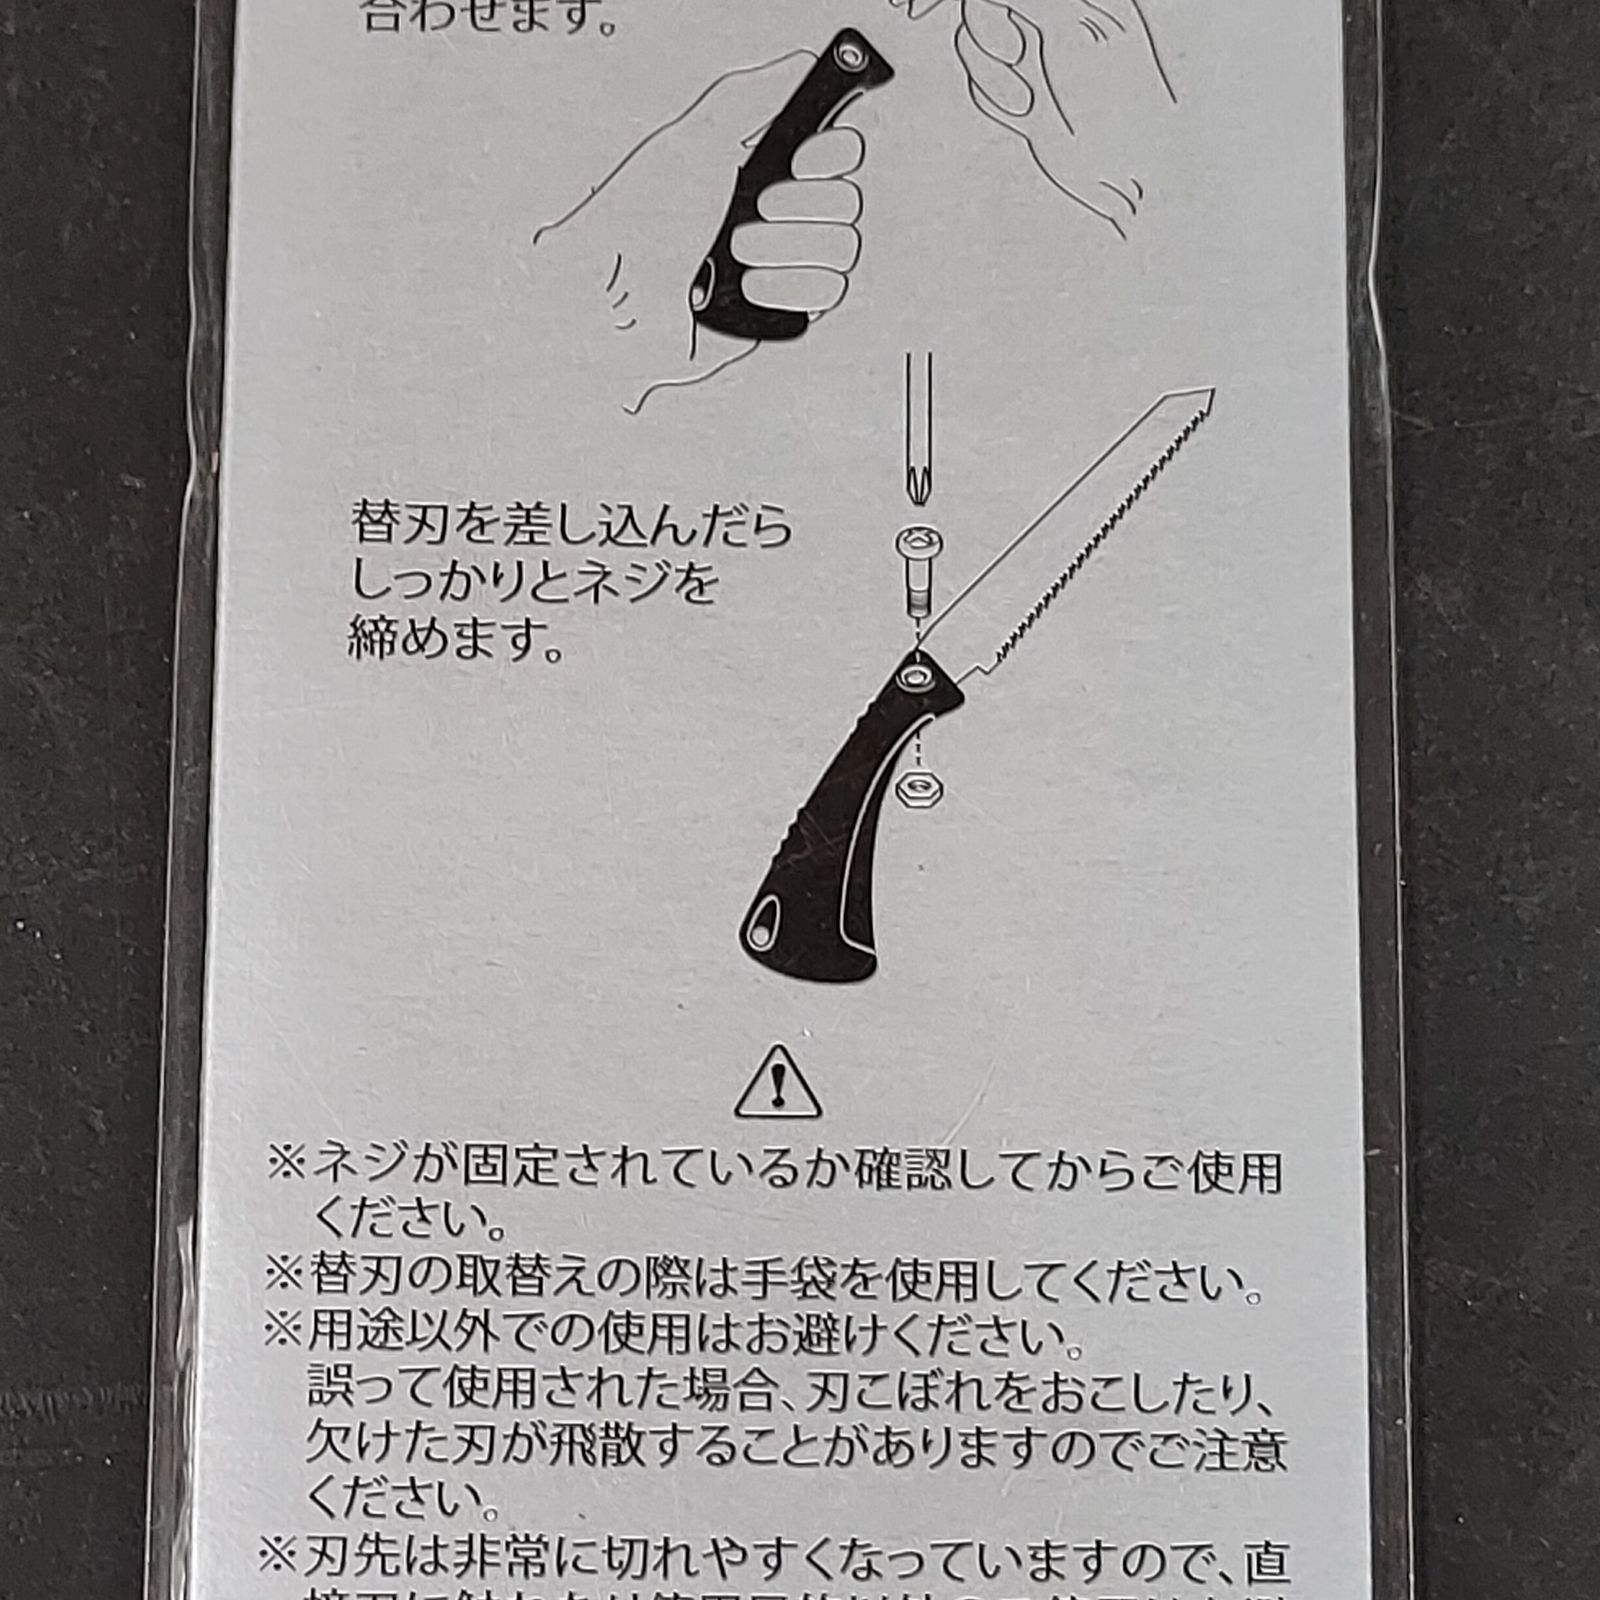 合わせます。
替刃を差し込んだら
しっかりとネジを
締めます。
※ネジが固定されているか確認してからご使用
ください。
※替刃の取替えの際は手袋を使用してください。
※用途以外での使用はお避けください。
誤って使用された場合、刃こぼれをおこしたり、
欠けた刃が飛散することがありますのでご注意
ください。
※刃先は非常に切れやすくなっていますので、直